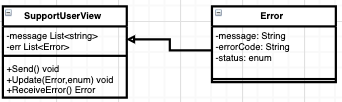 SupportUserView
-message List<string>
-err List<Error>
+Send() void
+Update(Error,enum) void
+ReceiveError() Error
Error
-message: String
-errorCode: String
-status: enum